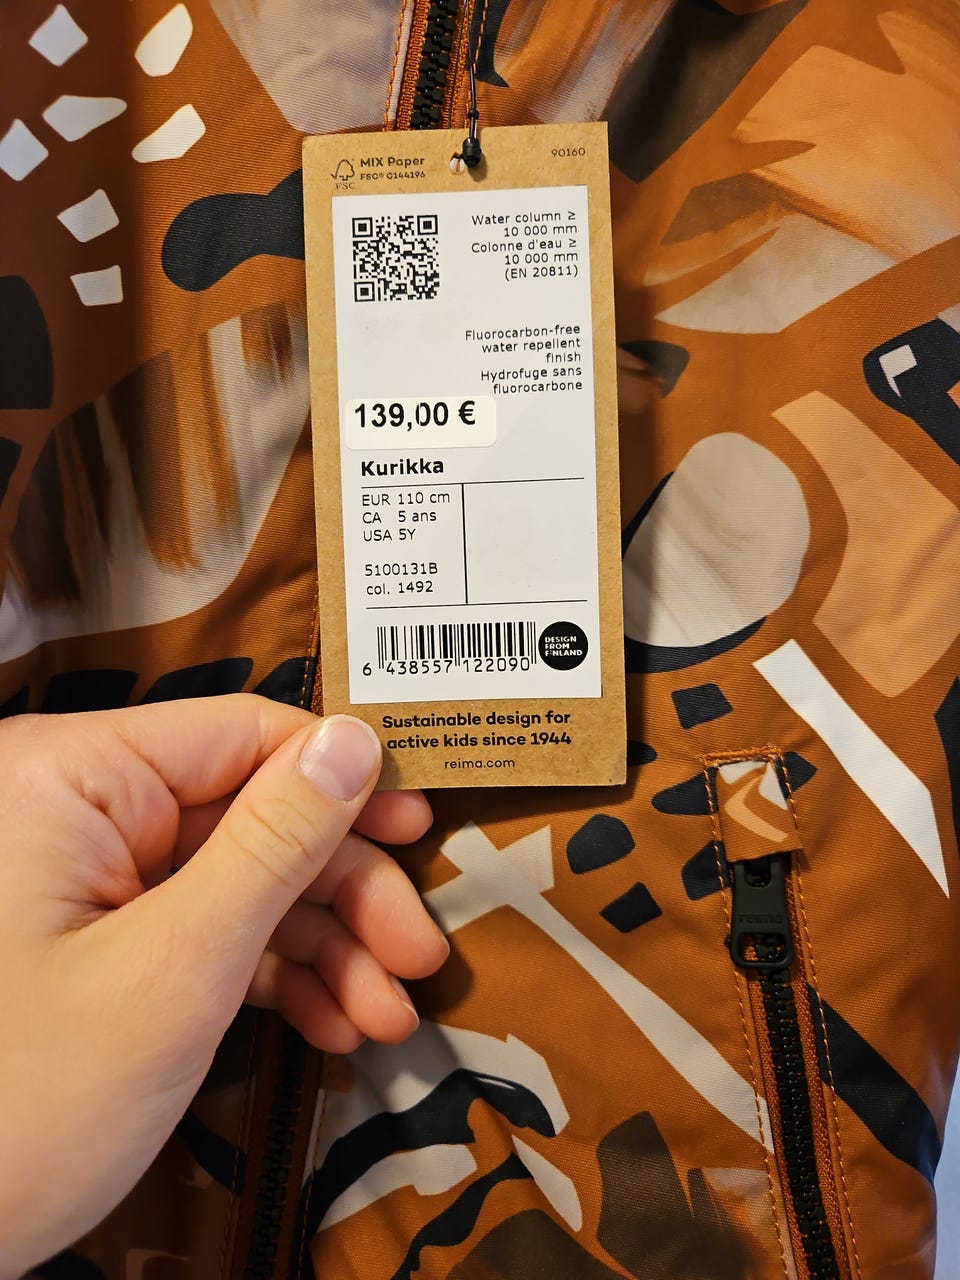 MIX Paper
FSC® C144196
FSC
90160
Water column ≥
10 000 mm
Colonne d'eau ≥
10 000 mm
(EN 20811)
Fluorocarbon-free
water repellent
finish
Hydrofuge sans
fluorocarbone
139,00 €
Kurikka
EUR 110 cm
CA 5 ans
USA 5Y
5100131B
col. 1492
6 438557 122090
DESIGN
FROM
FINLAND
Sustainable design for
active kids since 1944
reima.com
reima